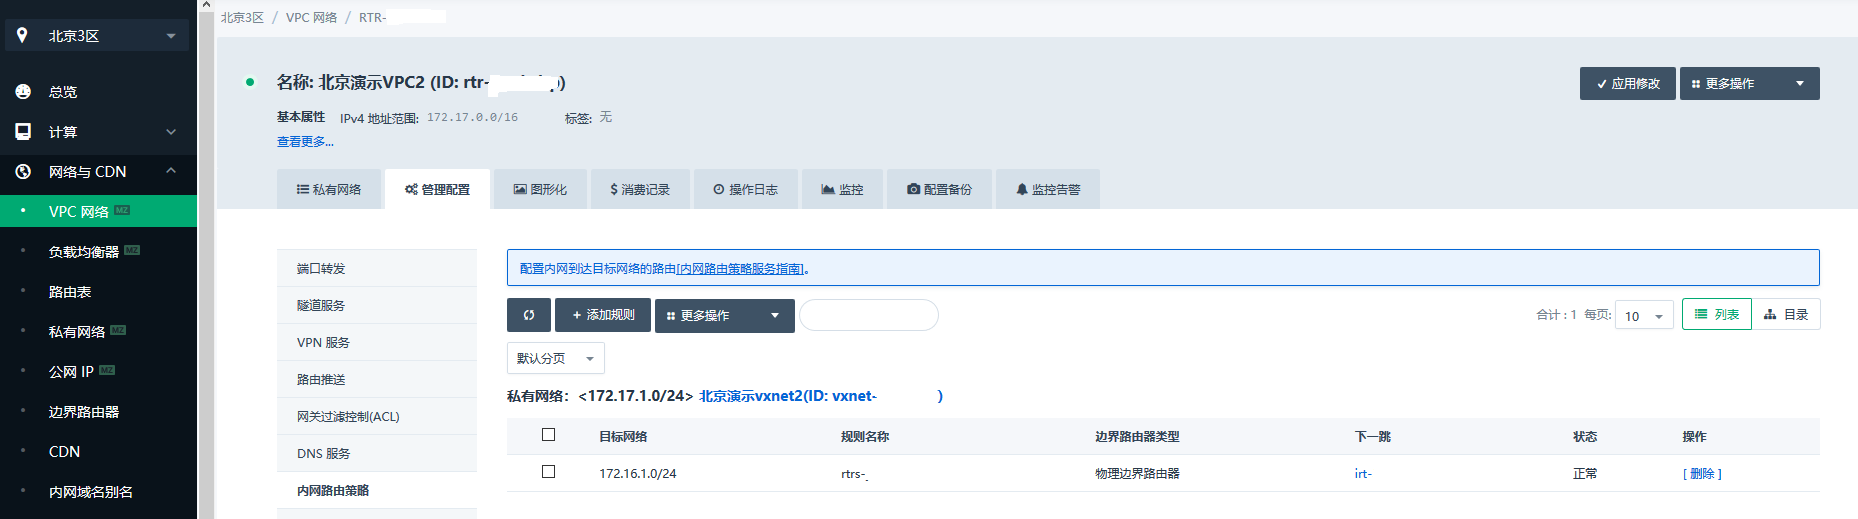 北京3区
总览
计算
网络与 CDN
VPC 网络 MZ
负载均衡器 MZ
路由表
私有网络 MZ
公网 IP MZ
边界路由器
CDN
内网域名别名
北京3区 / VPC 网络 / RTR-
名称: 北京演示VPC2 (ID: rtr- p)
应用修改
更多操作
基本属性 IPv4 地址范围: 172.17.0.0/16 标签: 无
查看更多...
私有网络
管理配置
图形化
$ 消费记录
操作日志
监控
配置备份
监控告警
端口转发
隧道服务
VPN 服务
路由推送
网关过滤控制(ACL)
DNS 服务
内网路由策略
配置内网到达目标网络的路由[内网路由策略服务指南]。
+ 添加规则
更多操作
合计 : 1 每页: 10
列表
目录
默认分页
私有网络: <172.17.1.0/24> 北京演示vxnet2(ID: vxnet- )
目标网络 规则名称 边界路由器类型 下一跳 状态 操作
172.16.1.0/24 rtrs- 物理边界路由器 irt- 正常 [ 删除 ]